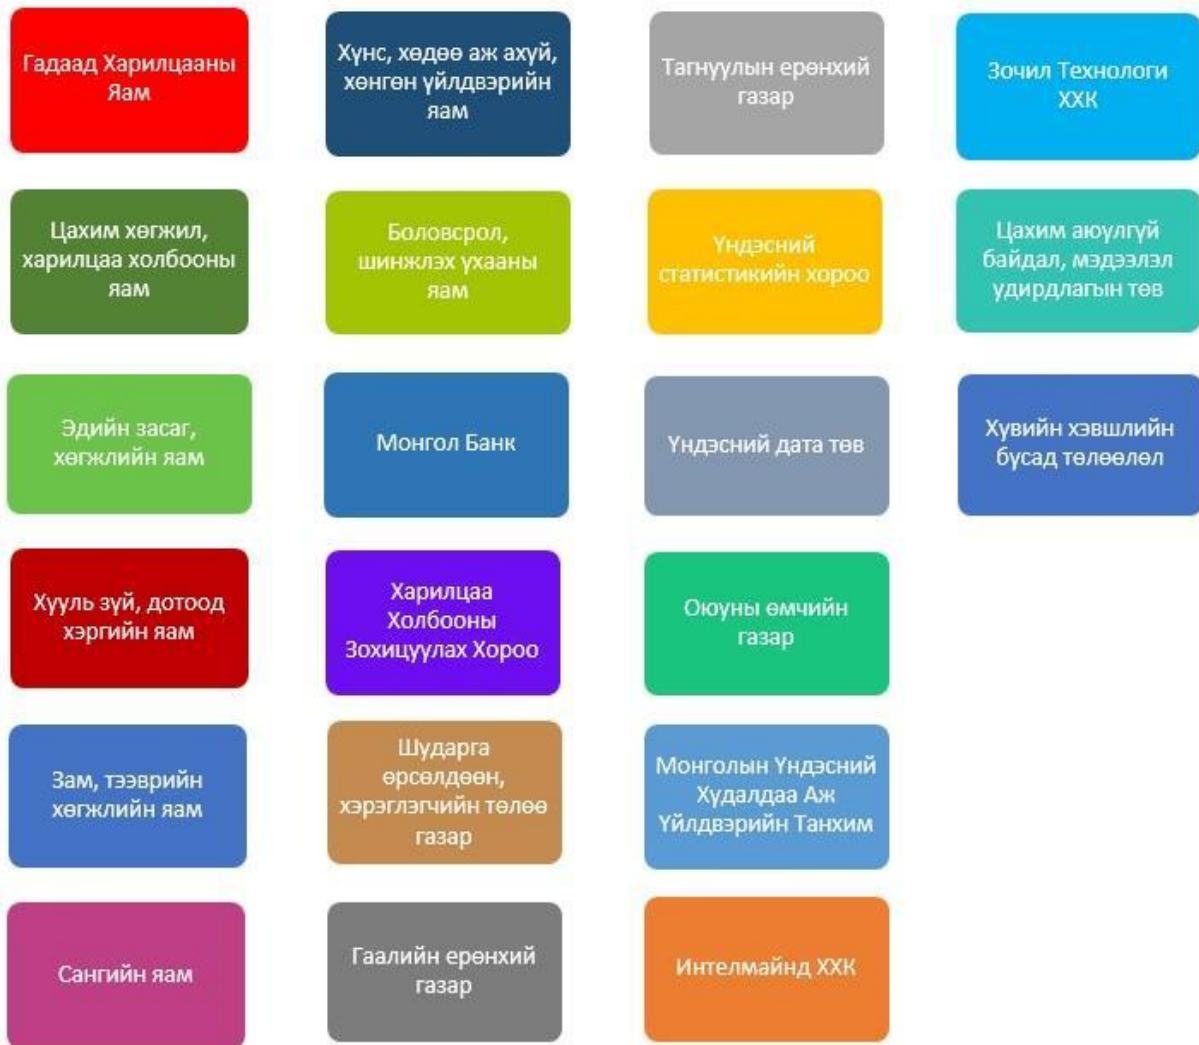 Гадаад Харилцааны
Яам
Хүнс, хөдөө аж ахуй,
хөнгөн үйлдвэрийн
яам
Тагнуулын ерөнхий
газар
Зочил Технологи
ХХК
Цахим хөгжил,
харилцаа холбооны
яам
Боловсрол,
шинжлэх ухааны
яам
Үндэсний
статистикийн хороо
Цахим аюулгүй
байдал, мэдээлэл
удирдлагын төв
Эдийн засаг,
хөгжлийн яам
Монгол Банк
Үндэсний дата төв
Хувийн хэвшлийн
бусад төлөөлөл
Хууль зүй, дотоод
хэргийн яам
Харилцаа
Холбооны
Зохицуулах Хороо
Оюуны өмчийн
газар
Зам, тээврийн
хөгжлийн яам
Шударга
өрсөлдөөн,
хэрэглэгчийн төлөө
газар
Монголын Үндэсний
Худалдаа Аж
Үйлдвэрийн Танхим
Сангийн яам
Гаалийн ерөнхий
газар
Интелмайнд ХХК